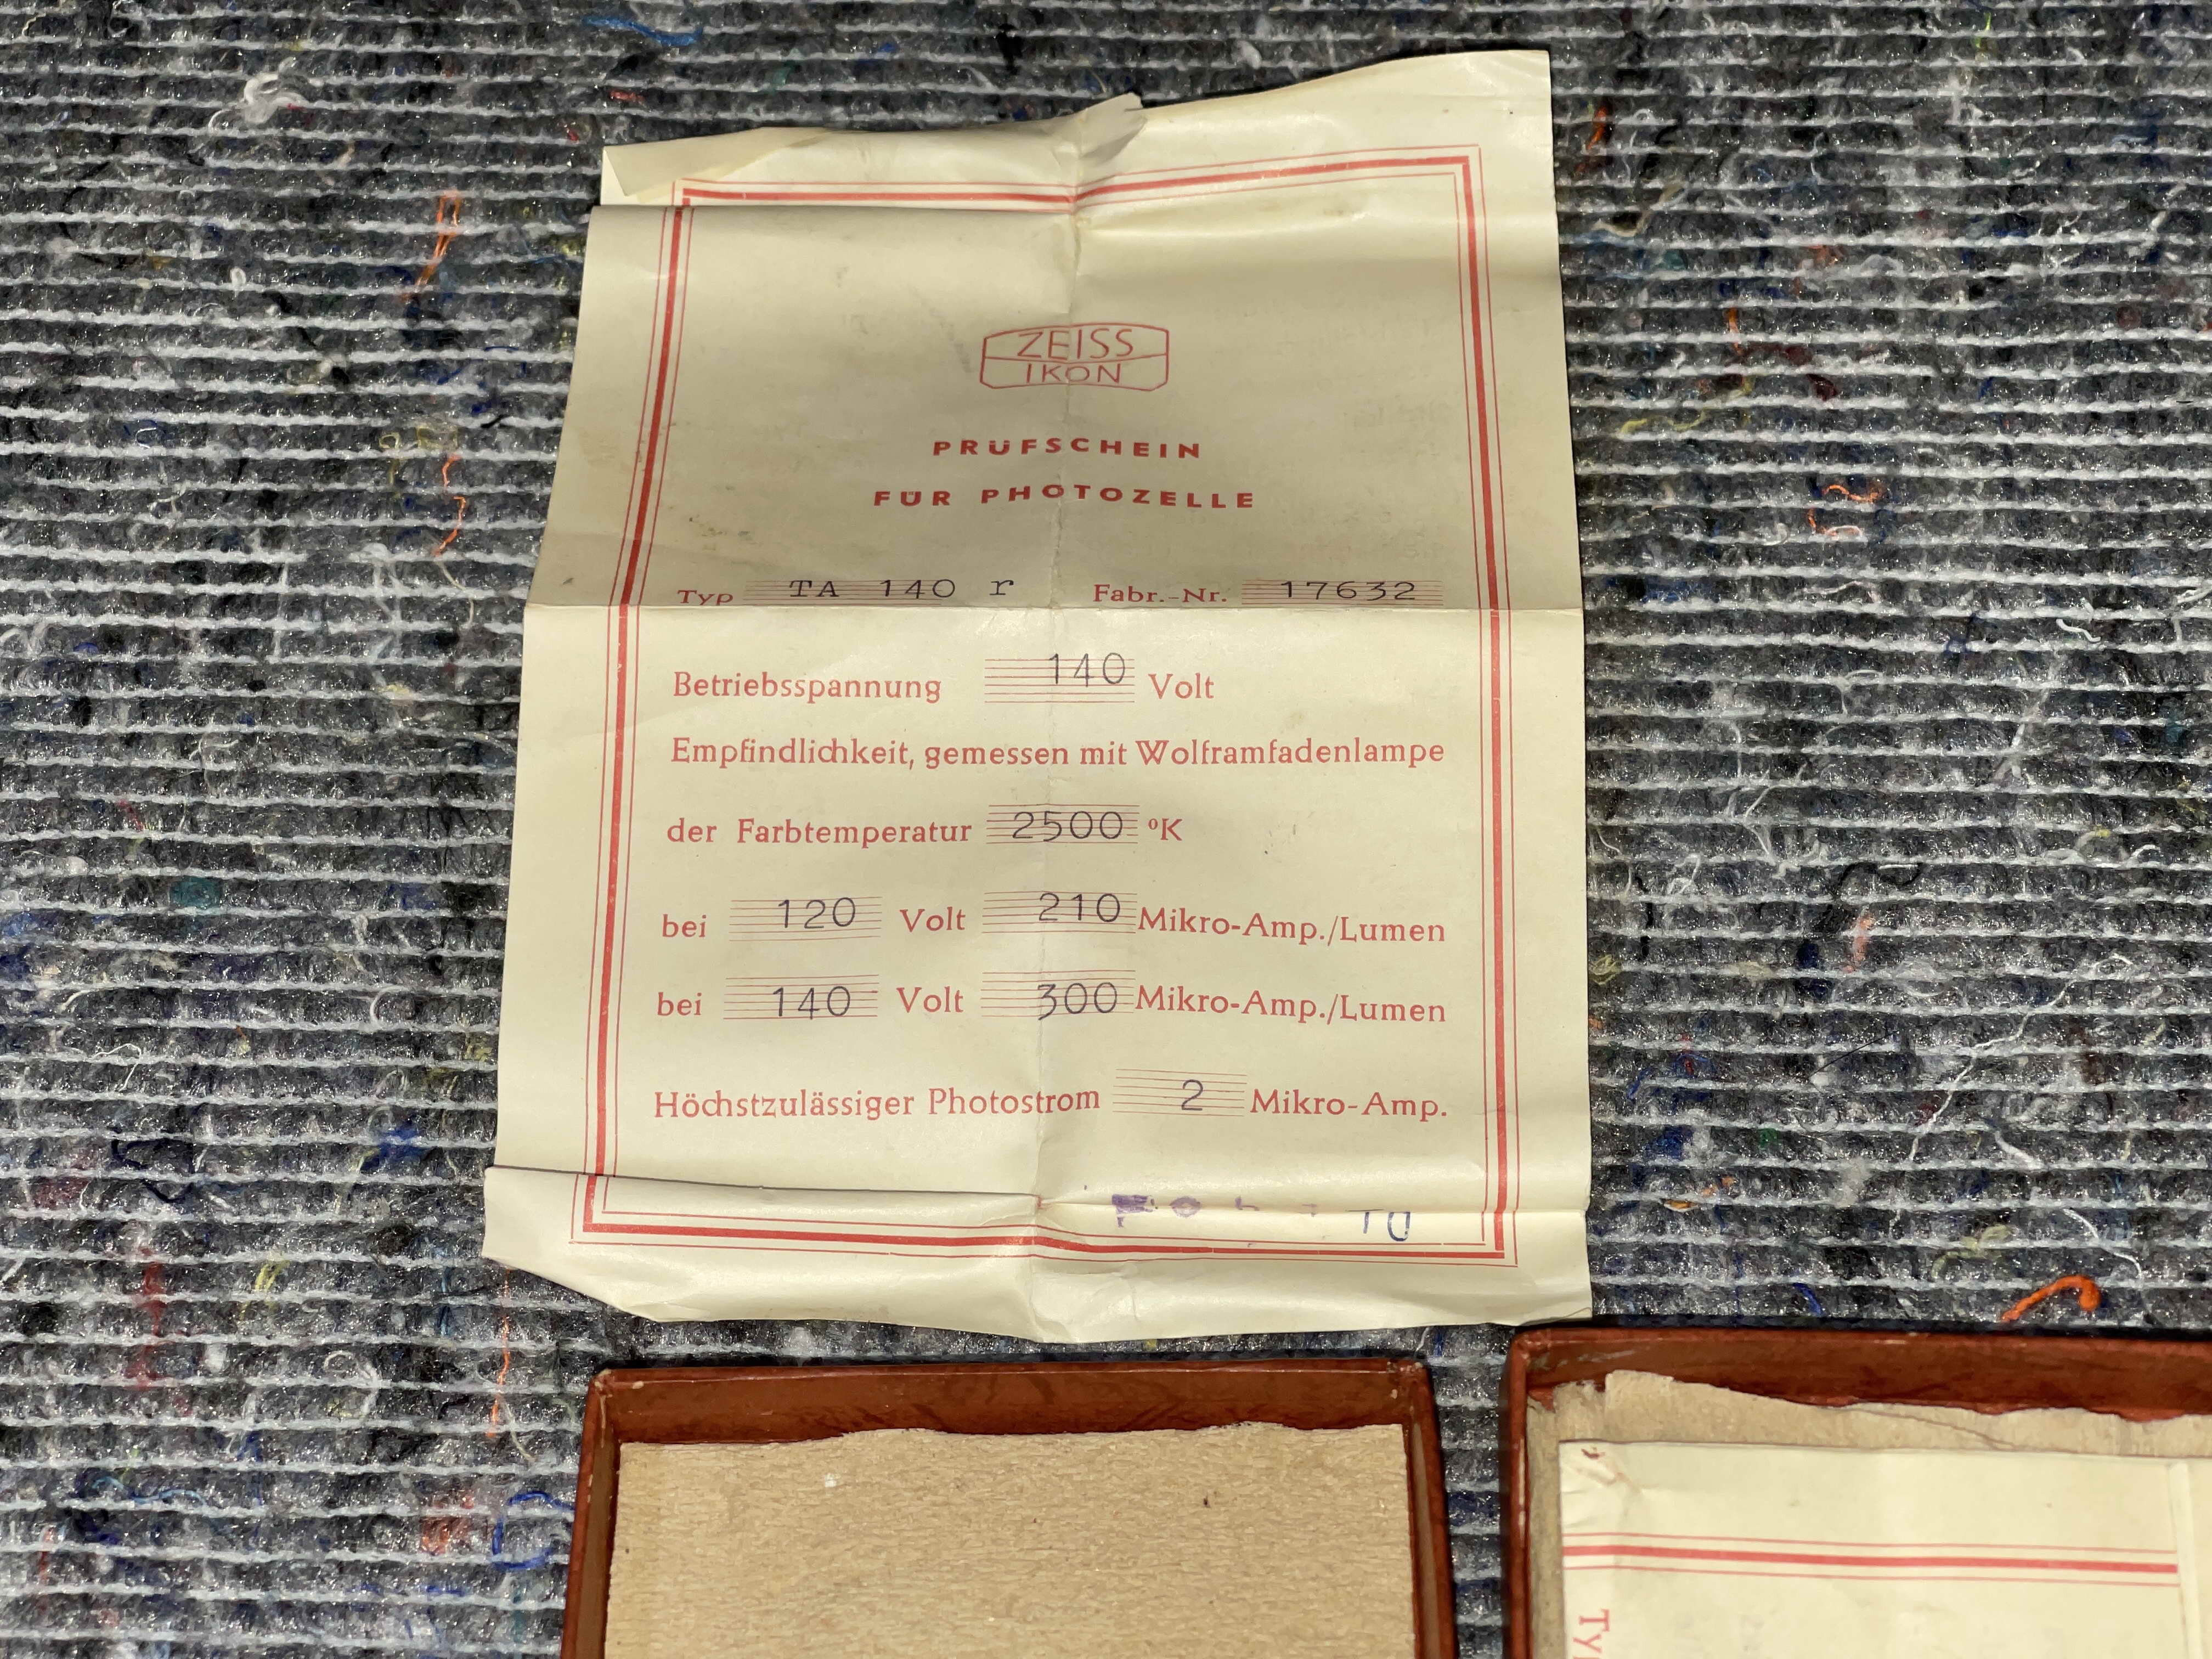 ZEISS
IKON
PRÜFSCHEIN
FÜR PHOTOZELLE
Typ TA 140 r Fabr.-Nr. 17632
Betriebsspannung 140 Volt
Empfindlichkeit, gemessen mit Wolframfadenlampe
der Farbtemperatur 2500 °K
bei 120 Volt 210 Mikro-Amp./Lumen
bei 140 Volt 300 Mikro-Amp./Lumen
Höchstzulässiger Photostrom 2 Mikro-Amp.